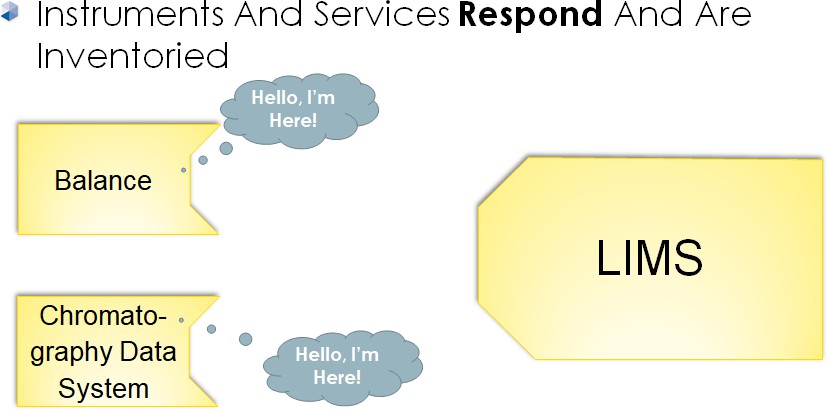 Instruments And Services Respond And Are
Inventoried
Hello, I'm
Here!
Balance
LIMS
Chromato-
graphy Data
System
Hello, I'm
Here!